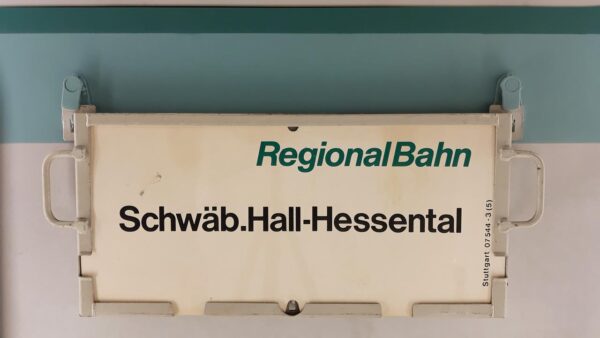 RegionalBahn
Schwäb.Hall-Hessental
Stuttgart 07544-3(5)